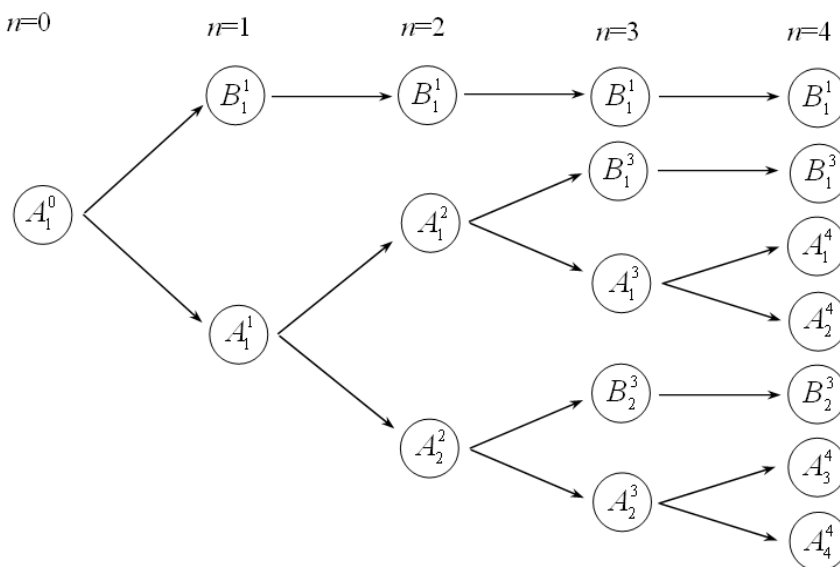 n=0 n=1 n=2 n=3 n=4
B₁¹ B₁¹ B₁¹ B₁¹
B₁³ B₁³
A₁⁰ A₁² A₁⁴
A₁³
A₁¹ A₂⁴
B₂³ B₂³
A₂² A₃⁴
A₂³
A₄⁴